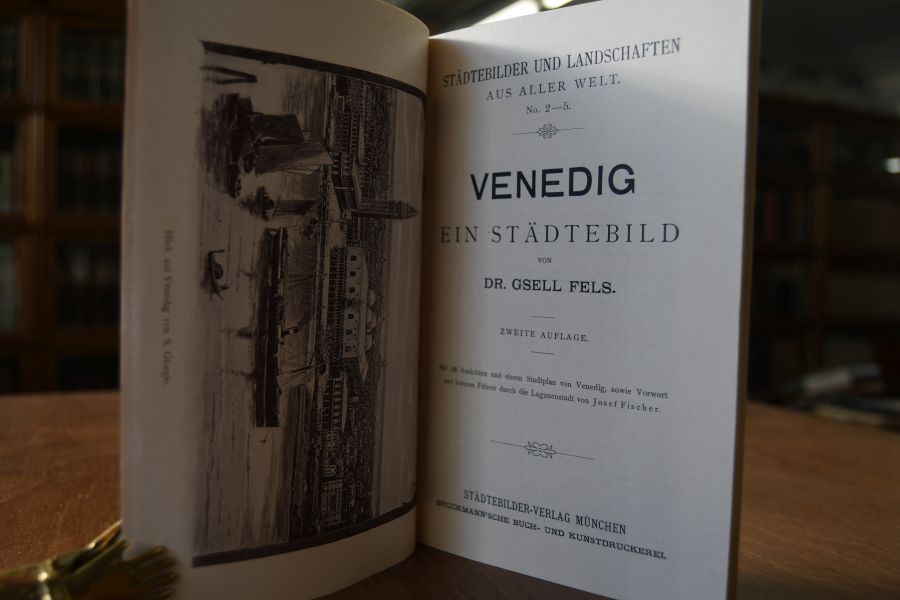 Blick auf Venedig von S. Giorgio.
STÄDTEBILDER UND LANDSCHAFTEN
AUS ALLER WELT.
No. 2—5.
VENEDIG
EIN STÄDTEBILD
VON
DR. GSELL FELS.
ZWEITE AUFLAGE.
Mit 38 Ansichten und einem Stadtplan von Venedig, sowie Vorwort
und kurzem Führer durch die Lagunenstadt von Josef Fischer.
STÄDTEBILDER-VERLAG MÜNCHEN
BRUCKMANN'SCHE BUCH- UND KUNSTDRUCKEREI.